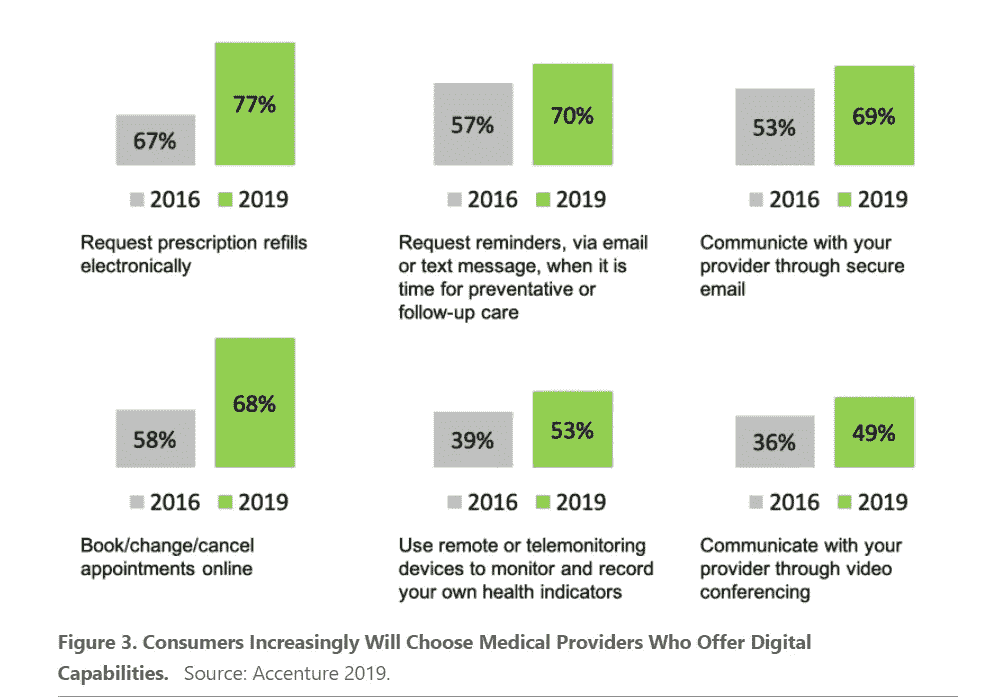 67%
77%
2016 2019
Request prescription refills
electronically
57%
70%
2016 2019
Request reminders, via email
or text message, when it is
time for preventative or
follow-up care
53%
69%
2016 2019
Communicte with your
provider through secure
email
58%
68%
2016 2019
Book/change/cancel
appointments online
39%
53%
2016 2019
Use remote or telemonitoring
devices to monitor and record
your own health indicators
36%
49%
2016 2019
Communicate with your
provider through video
conferencing
Figure 3. Consumers Increasingly Will Choose Medical Providers Who Offer Digital
Capabilities. Source: Accenture 2019.